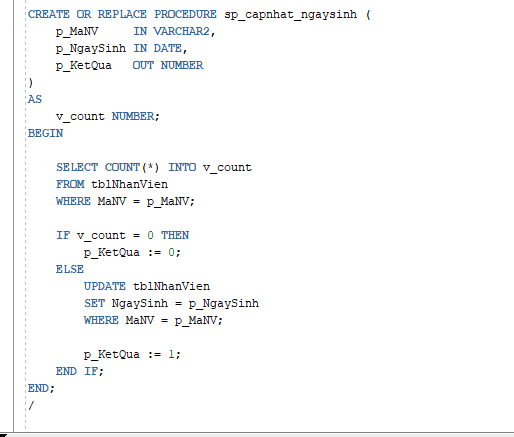 CREATE OR REPLACE PROCEDURE sp_capnhat_ngaysinh (
    p_MaNV     IN VARCHAR2,
    p_NgaySinh IN DATE,
    p_KetQua   OUT NUMBER
)
AS
    v_count NUMBER;
BEGIN

    SELECT COUNT(*) INTO v_count
    FROM tblNhanVien
    WHERE MaNV = p_MaNV;

    IF v_count = 0 THEN
        p_KetQua := 0;
    ELSE
        UPDATE tblNhanVien
        SET NgaySinh = p_NgaySinh
        WHERE MaNV = p_MaNV;

        p_KetQua := 1;
    END IF;
END;
/